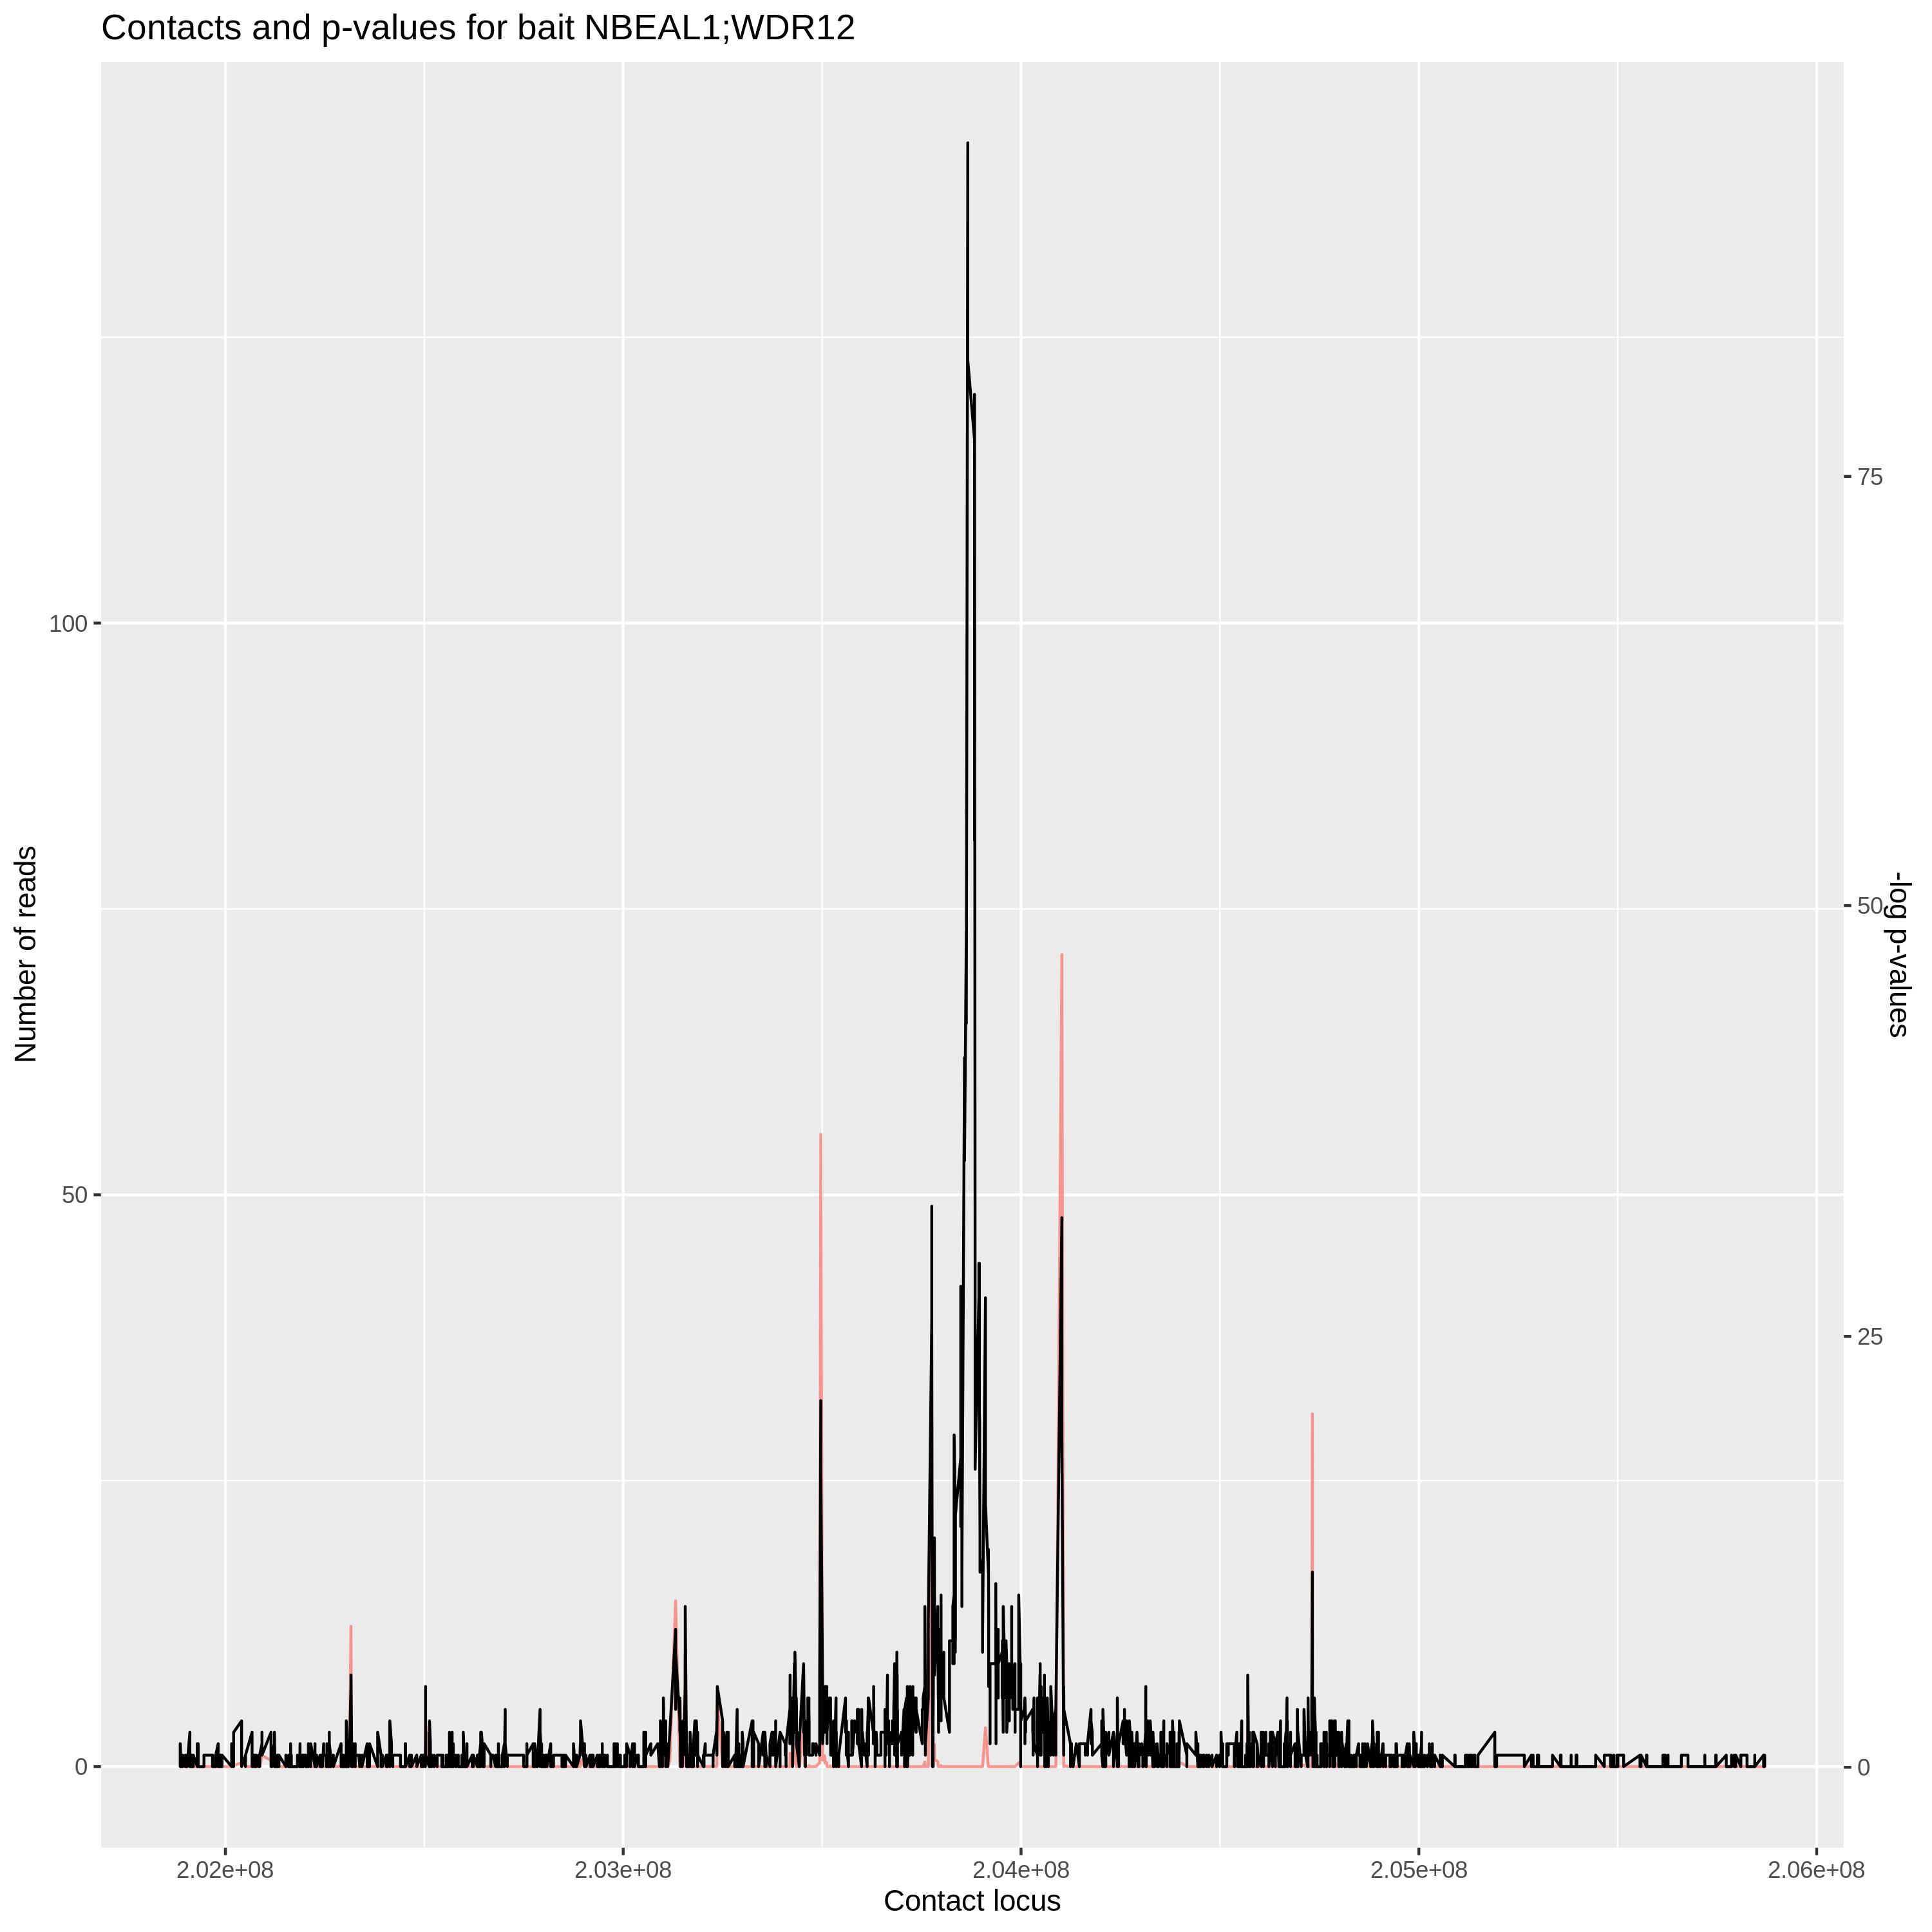 Contacts and p-values for bait NBEAL1;WDR12
Number of reads
100
50
0
75
50
25
0
-log p-values
2.02e+08
2.03e+08
2.04e+08
2.05e+08
2.06e+08
Contact locus